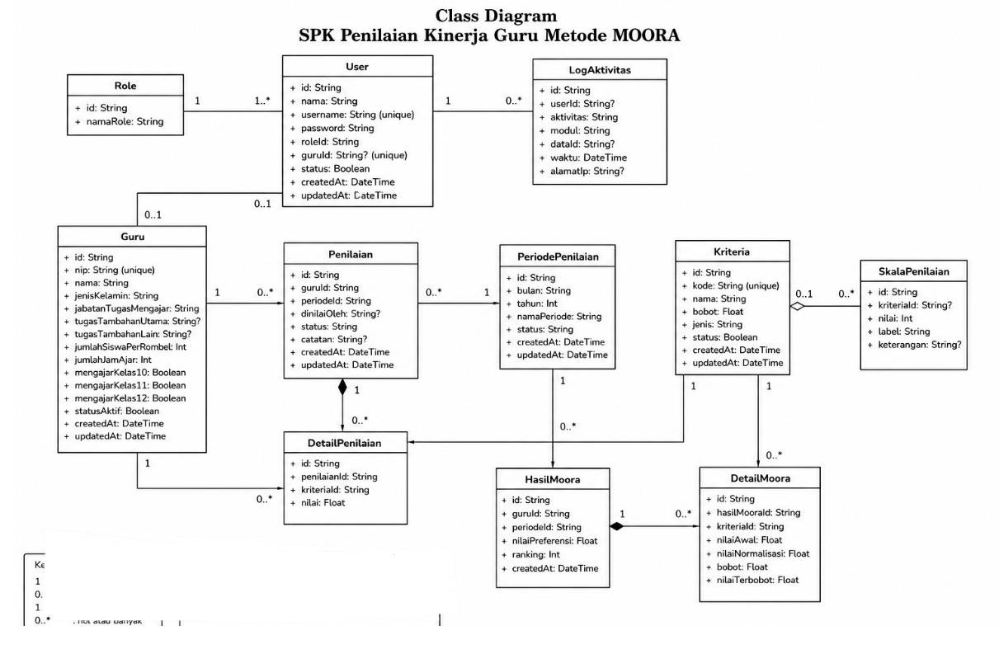 Class Diagram
SPK Penilaian Kinerja Guru Metode MOORA
Role
+ id: String
+ namaRole: String
1
1..*
User
+ id: String
+ nama: String
+ username: String (unique)
+ password: String
+ roleId: String
+ guruId: String? (unique)
+ status: Boolean
+ createdAt: DateTime
+ updatedAt: DateTime
1
0..*
LogAktivitas
+ id: String
+ userId: String?
+ aktivitas: String
+ modul: String
+ dataId: String?
+ waktu: DateTime
+ alamatIp: String?
0..1
0..1
Guru
+ id: String
+ nip: String (unique)
+ nama: String
+ jenisKelamin: String
+ jabatanTugasMengajar: String
+ tugasTambahanUtama: String?
+ tugasTambahanLain: String?
+ jumlahSiswaPerRombel: Int
+ jumlahJamAjar: Int
+ mengajarKelas10: Boolean
+ mengajarKelas11: Boolean
+ mengajarKelas12: Boolean
+ statusAktif: Boolean
+ createdAt: DateTime
+ updatedAt: DateTime
1
0..*
Penilaian
+ id: String
+ guruId: String
+ periodeId: String
+ dinilaiOleh: String?
+ status: String
+ catatan: String?
+ createdAt: DateTime
+ updatedAt: DateTime
0..*
1
PeriodePenilaian
+ id: String
+ bulan: String
+ tahun: Int
+ namaPeriode: String
+ status: String
+ createdAt: DateTime
+ updatedAt: DateTime
Kriteria
+ id: String
+ kode: String (unique)
+ nama: String
+ bobot: Float
+ jenis: String
+ status: Boolean
+ createdAt: DateTime
+ updatedAt: DateTime
0..1
0..*
SkalaPenilaian
+ id: String
+ kriteriaId: String?
+ nilai: Int
+ label: String
+ keterangan: String?
1
0..*
1
0..*
1
1
0..*
1
0..*
DetailPenilaian
+ id: String
+ penilaianId: String
+ kriteriaId: String
+ nilai: Float
HasilMoora
+ id: String
+ guruId: String
+ periodeId: String
+ nilaiPreferensi: Float
+ ranking: Int
+ createdAt: DateTime
1
0..*
DetailMoora
+ id: String
+ hasilMooraId: String
+ kriteriaId: String
+ nilaiAwal: Float
+ nilaiNormalisasi: Float
+ bobot: Float
+ nilaiTerbobot: Float
Ke
1
0.
1
0..* atau banyak